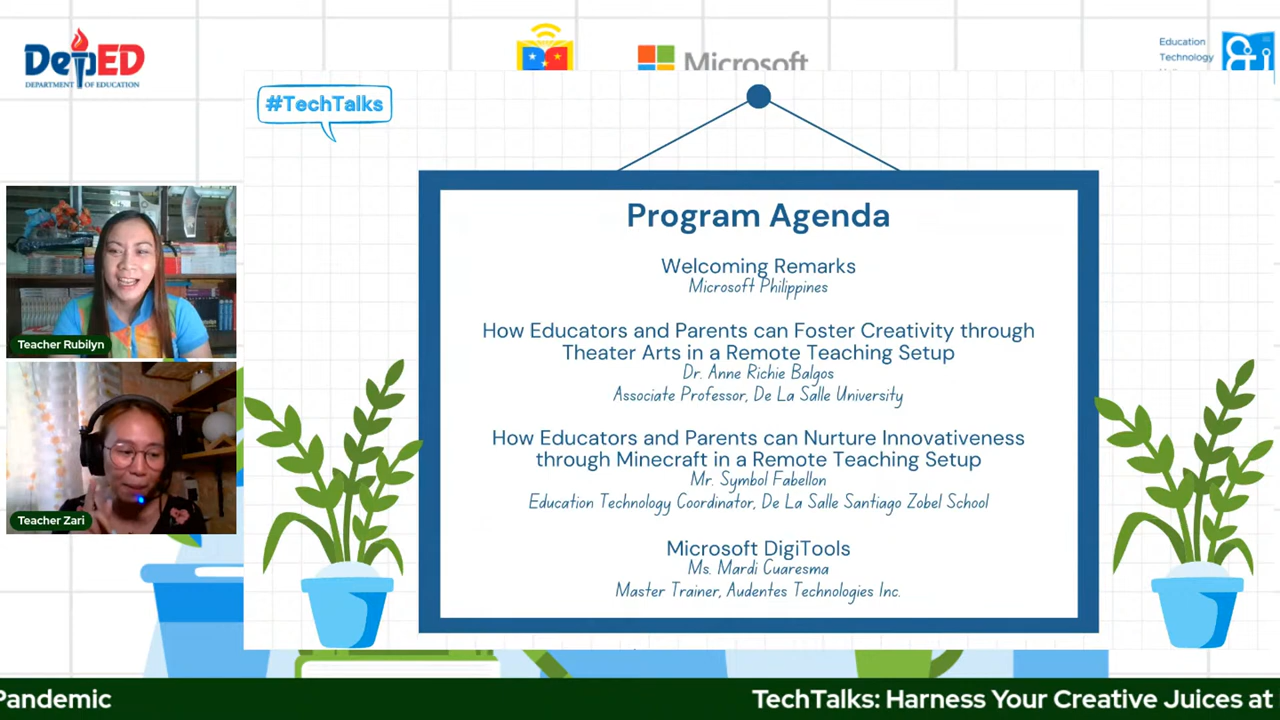 DepED
DEPARTMENT OF EDUCATION
Microsoft
Education
Technology
#TechTalks
Program Agenda
Welcoming Remarks
Microsoft Philippines
How Educators and Parents can Foster Creativity through
Theater Arts in a Remote Teaching Setup
Dr. Anne Richie Balgos
Associate Professor, De La Salle University
How Educators and Parents can Nurture Innovativeness
through Minecraft in a Remote Teaching Setup
Mr. Symbol Fabellon
Education Technology Coordinator, De La Salle Santiago Zobel School
Microsoft DigiTools
Ms. Mardi Cuaresma
Master Trainer, Audentes Technologies Inc.
Teacher Rubilyn
Teacher Zari
Pandemic
TechTalks: Harness Your Creative Juices at